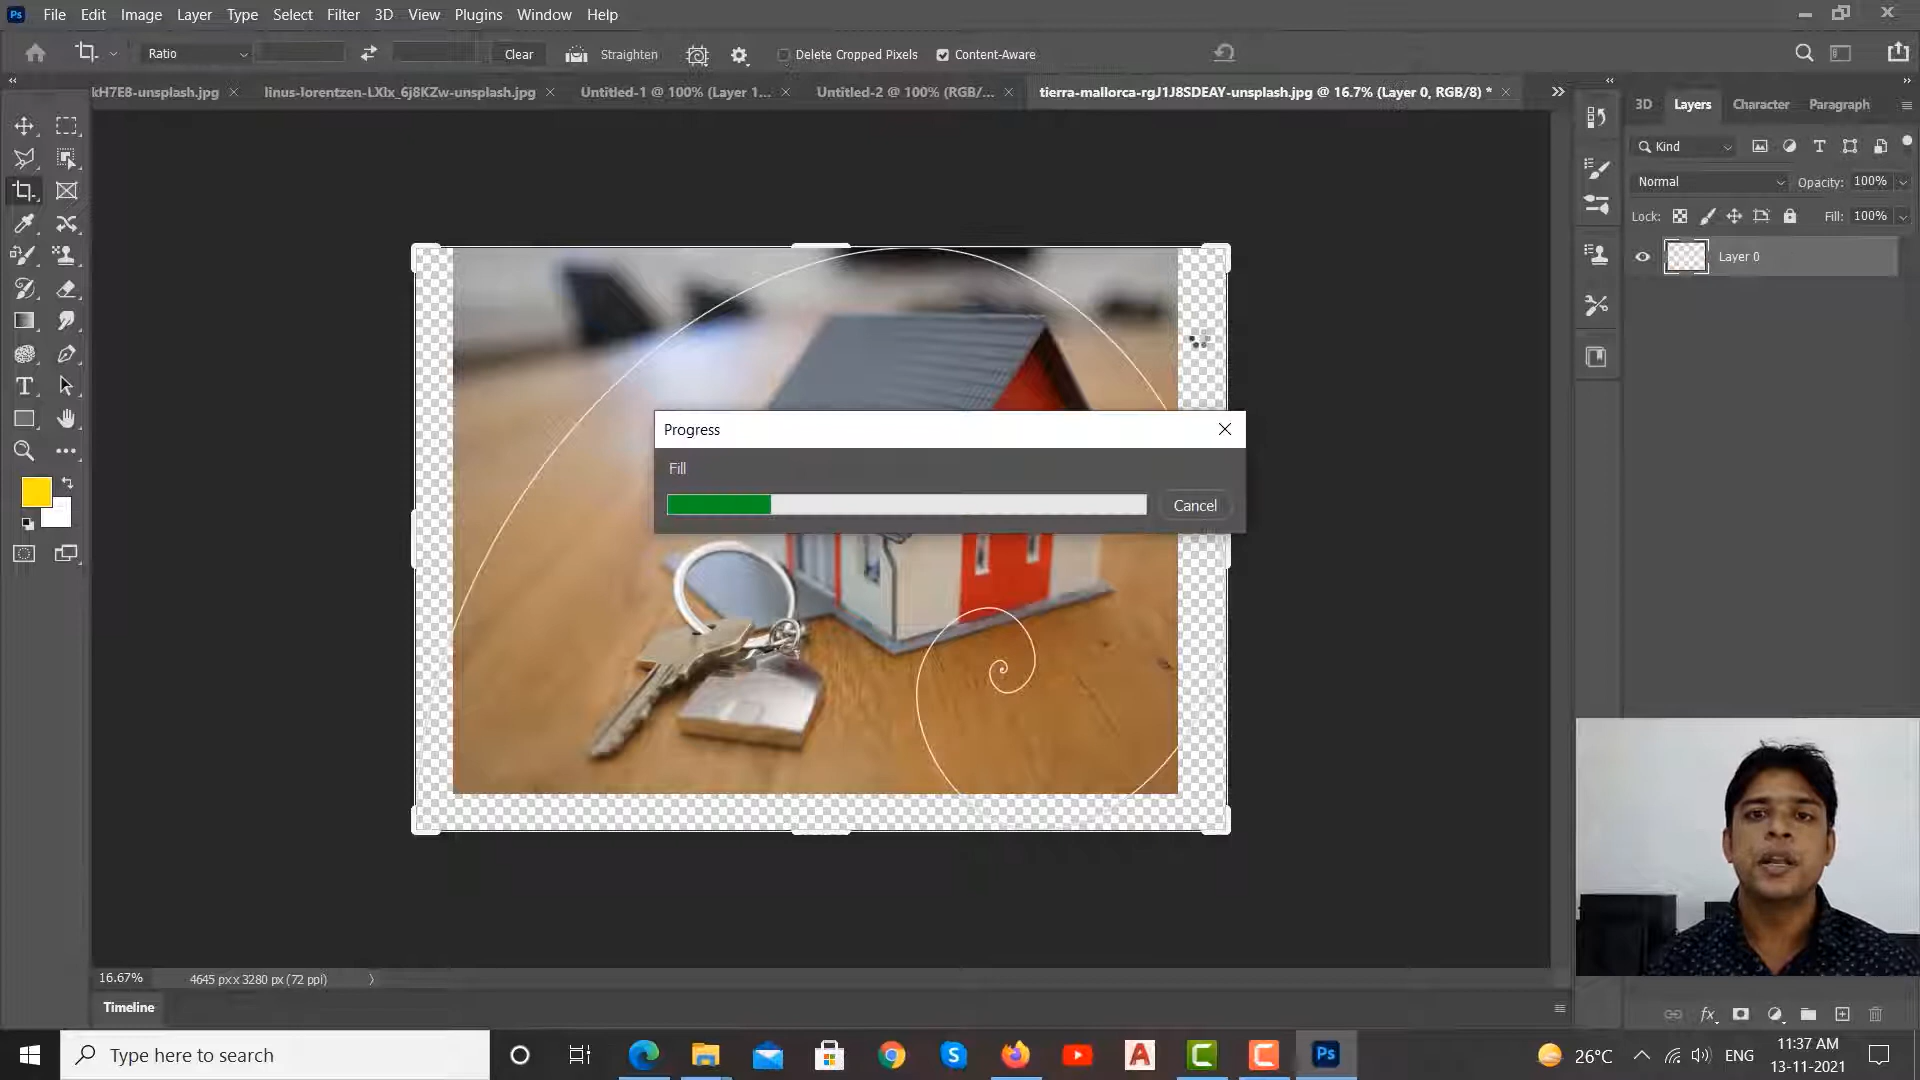 Ps File Edit Image Layer Type Select Filter 3D View Plugins Window Help
Ratio Clear Straighten Delete Cropped Pixels Content-Aware
kH7E8-unsplash.jpg linus-lorentzen-LXIx_6j8KZw-unsplash.jpg Untitled-1 @ 100% (Layer 1... Untitled-2 @ 100% (RGB/... tierra-mallorca-rgJ1J8SDEAY-unsplash.jpg @ 16.7% (Layer 0, RGB/8) *
3D Layers Character Paragraph
Kind
Normal Opacity: 100%
Lock: Fill: 100%
Layer 0
Progress
Fill
Cancel
16.67% 4645 px x 3280 px (72 ppi)
Timeline
fx
Type here to search
S
A
C
C
Ps
26°C
ENG
11:37 AM
13-11-2021